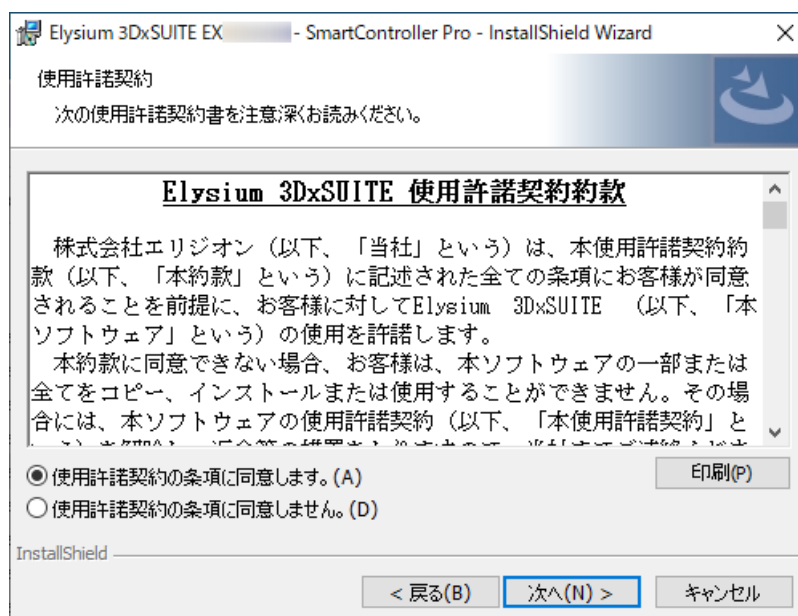 Elysium 3DxSUITE EX - SmartController Pro - InstallShield Wizard
使用許諾契約
次の使用許諾契約書を注意深くお読みください。
Elysium 3DxSUITE 使用許諾契約約款
株式会社エリジオン（以下、「当社」という）は、本使用許諾契約約
款（以下、「本約款」という）に記述された全ての条項にお客様が同意
されることを前提に、お客様に対してElysium 3DxSUITE （以下、「本
ソフトウェア」という）の使用を許諾します。
本約款に同意できない場合、お客様は、本ソフトウェアの一部または
全てをコピー、インストールまたは使用することができません。その場
合には、本ソフトウェアの使用許諾契約（以下、「本使用許諾契約」と
使用許諾契約の条項に同意します。(A)
印刷(P)
使用許諾契約の条項に同意しません。(D)
InstallShield
< 戻る(B)
次へ(N) >
キャンセル